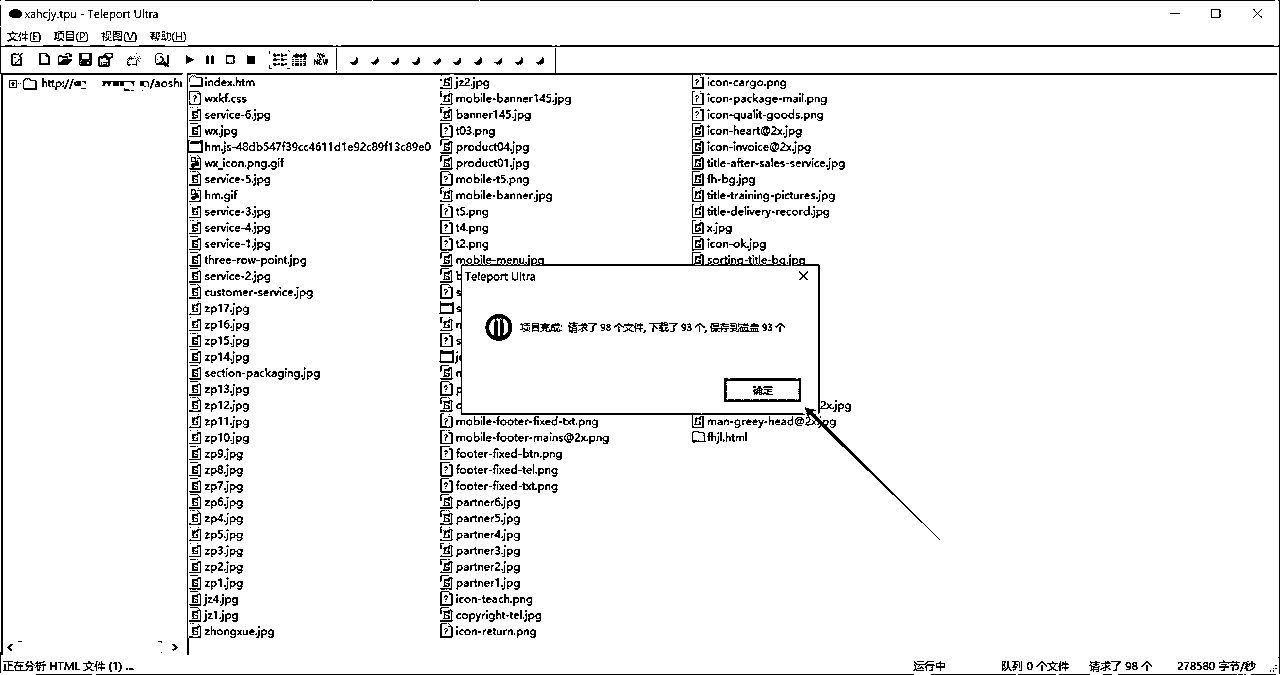 xahcjy.tpu - Teleport Ultra
文件(F) 项目(P) 视图(V) 帮助(H)
index.htm
wxkf.css
service-6.jpg
wx.jpg
hm.js-48db547f39cc4611d1e92c89f13c89e0
wx_icon.png.gif
service-5.jpg
hm.gif
service-3.jpg
service-4.jpg
service-1.jpg
three-row-point.jpg
service-2.jpg
customer-service.jpg
zp17.jpg
zp16.jpg
zp15.jpg
zp14.jpg
section-packaging.jpg
zp13.jpg
zp12.jpg
zp11.jpg
zp10.jpg
zp9.jpg
zp8.jpg
zp7.jpg
zp6.jpg
zp4.jpg
zp5.jpg
zp3.jpg
zp2.jpg
zp1.jpg
jz4.jpg
jz1.jpg
zhongxue.jpg
jz2.jpg
mobile-banner145.jpg
banner145.jpg
t03.png
product04.jpg
product01.jpg
mobile-t5.png
mobile-banner.jpg
t5.png
t4.png
t2.png
mobile-menu.jpg
mobile-footer-fixed-txt.png
mobile-footer-mains@2x.png
footer-fixed-btn.png
footer-fixed-tel.png
footer-fixed-txt.png
partner6.jpg
partner5.jpg
partner4.jpg
partner3.jpg
partner2.jpg
partner1.jpg
icon-teach.png
copyright-tel.jpg
icon-return.png
icon-cargo.png
icon-package-mail.png
icon-qualit-goods.png
icon-heart@2x.jpg
icon-invoice@2x.jpg
title-after-sales-service.jpg
fh-bg.jpg
title-training-pictures.jpg
title-delivery-record.jpg
x.jpg
icon-ok.jpg
sorting-title-bg.jpg
2x.jpg
man-greey-head@2x.jpg
fhjl.html
Teleport Ultra
项目完成: 请求了 98 个文件, 下载了 93 个, 保存到磁盘 93 个
确定
正在分析 HTML 文件 (1) ... 运行中 队列 0 个文件 请求了 98 个 278580 字节/秒